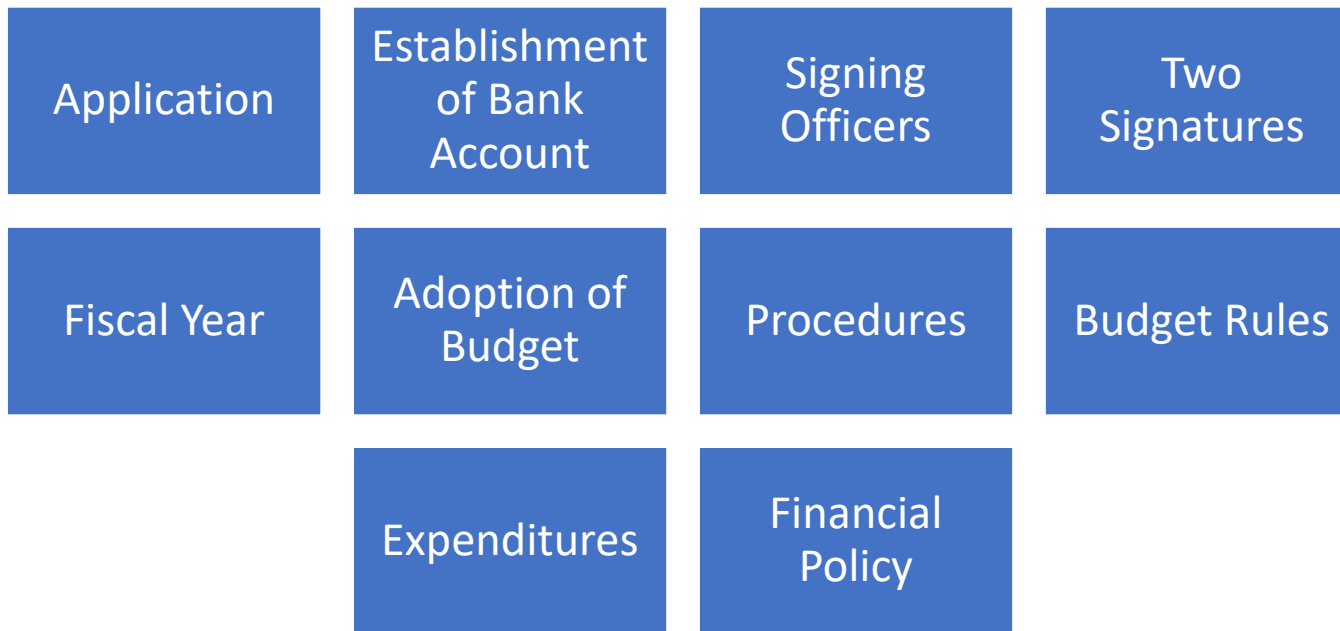 Application
Establishment
of Bank
Account
Signing
Officers
Two
Signatures
Fiscal Year
Adoption of
Budget
Procedures
Budget Rules
Expenditures
Financial
Policy